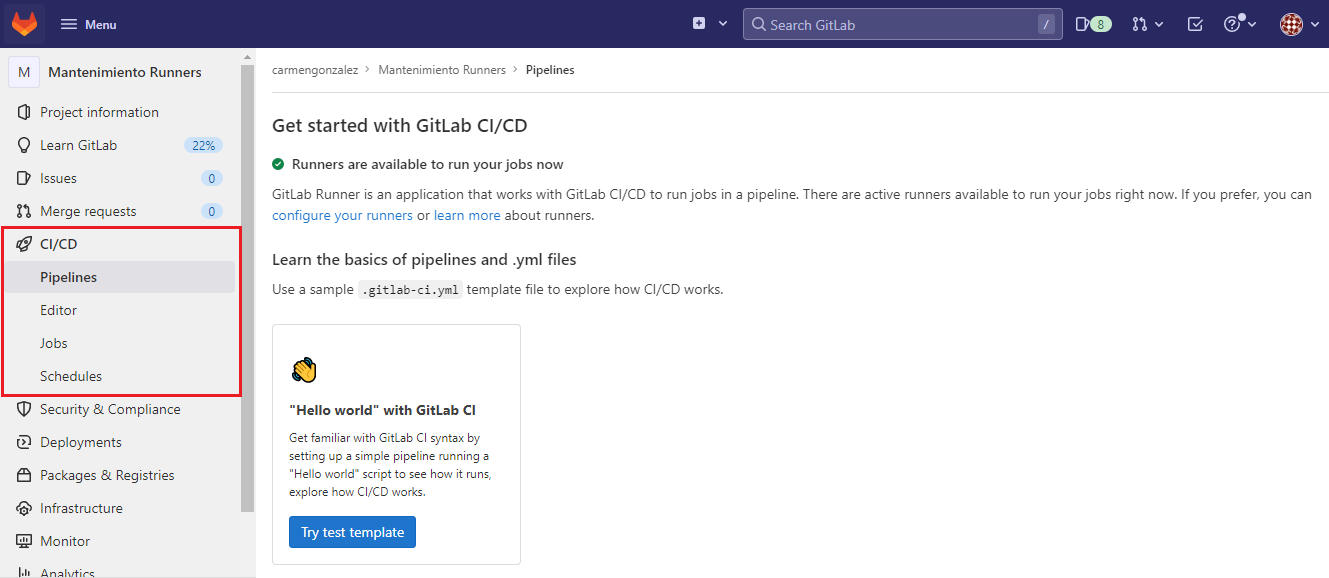 Menu
Search GitLab
/
8
M
Mantenimiento Runners
Project information
Learn GitLab
22%
Issues
0
Merge requests
0
CI/CD
Pipelines
Editor
Jobs
Schedules
Security & Compliance
Deployments
Packages & Registries
Infrastructure
Monitor
Analytics
carmengonzalez > Mantenimiento Runners > Pipelines
Get started with GitLab CI/CD
Runners are available to run your jobs now
GitLab Runner is an application that works with GitLab CI/CD to run jobs in a pipeline. There are active runners available to run your jobs right now. If you prefer, you can
configure your runners or learn more about runners.
Learn the basics of pipelines and .yml files
Use a sample .gitlab-ci.yml template file to explore how CI/CD works.
"Hello world" with GitLab CI
Get familiar with GitLab CI syntax by
setting up a simple pipeline running a
"Hello world" script to see how it runs,
explore how CI/CD works.
Try test template